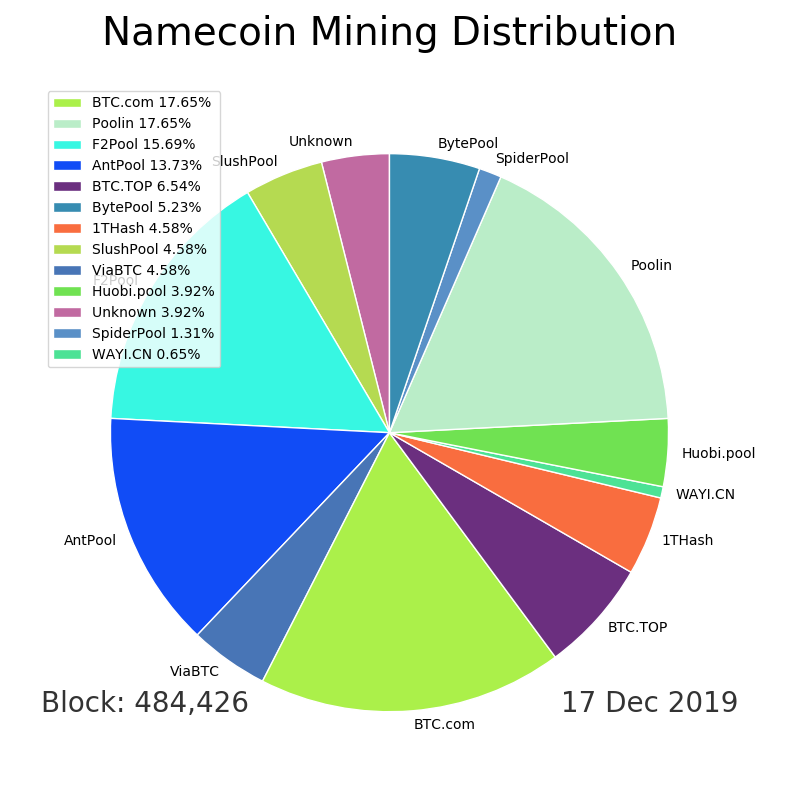 Namecoin Mining Distribution
BTC.com 17.65%
Poolin 17.65%
F2Pool 15.69%
AntPool 13.73%
BTC.TOP 6.54%
BytePool 5.23%
1THash 4.58%
SlushPool 4.58%
ViaBTC 4.58%
Huobi.pool 3.92%
Unknown 3.92%
SpiderPool 1.31%
WAYI.CN 0.65%
Unknown
BytePool
SpiderPool
SlushPool
Poolin
F2Pool
Huobi.pool
WAYI.CN
AntPool
1THash
BTC.TOP
ViaBTC
BTC.com
Block: 484,426
17 Dec 2019